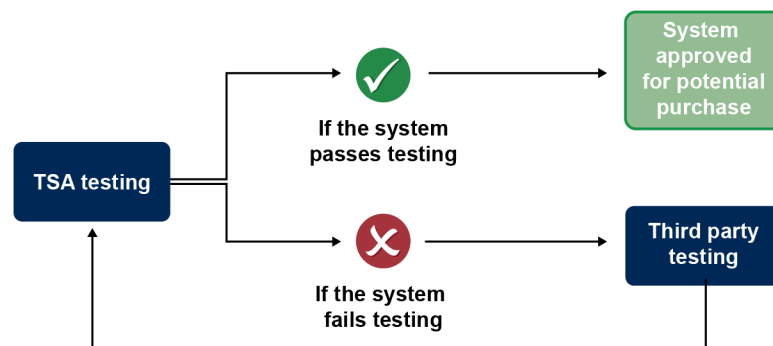 System
approved
for potential
purchase
If the system
passes testing
TSA testing
Third party
testing
If the system
fails testing